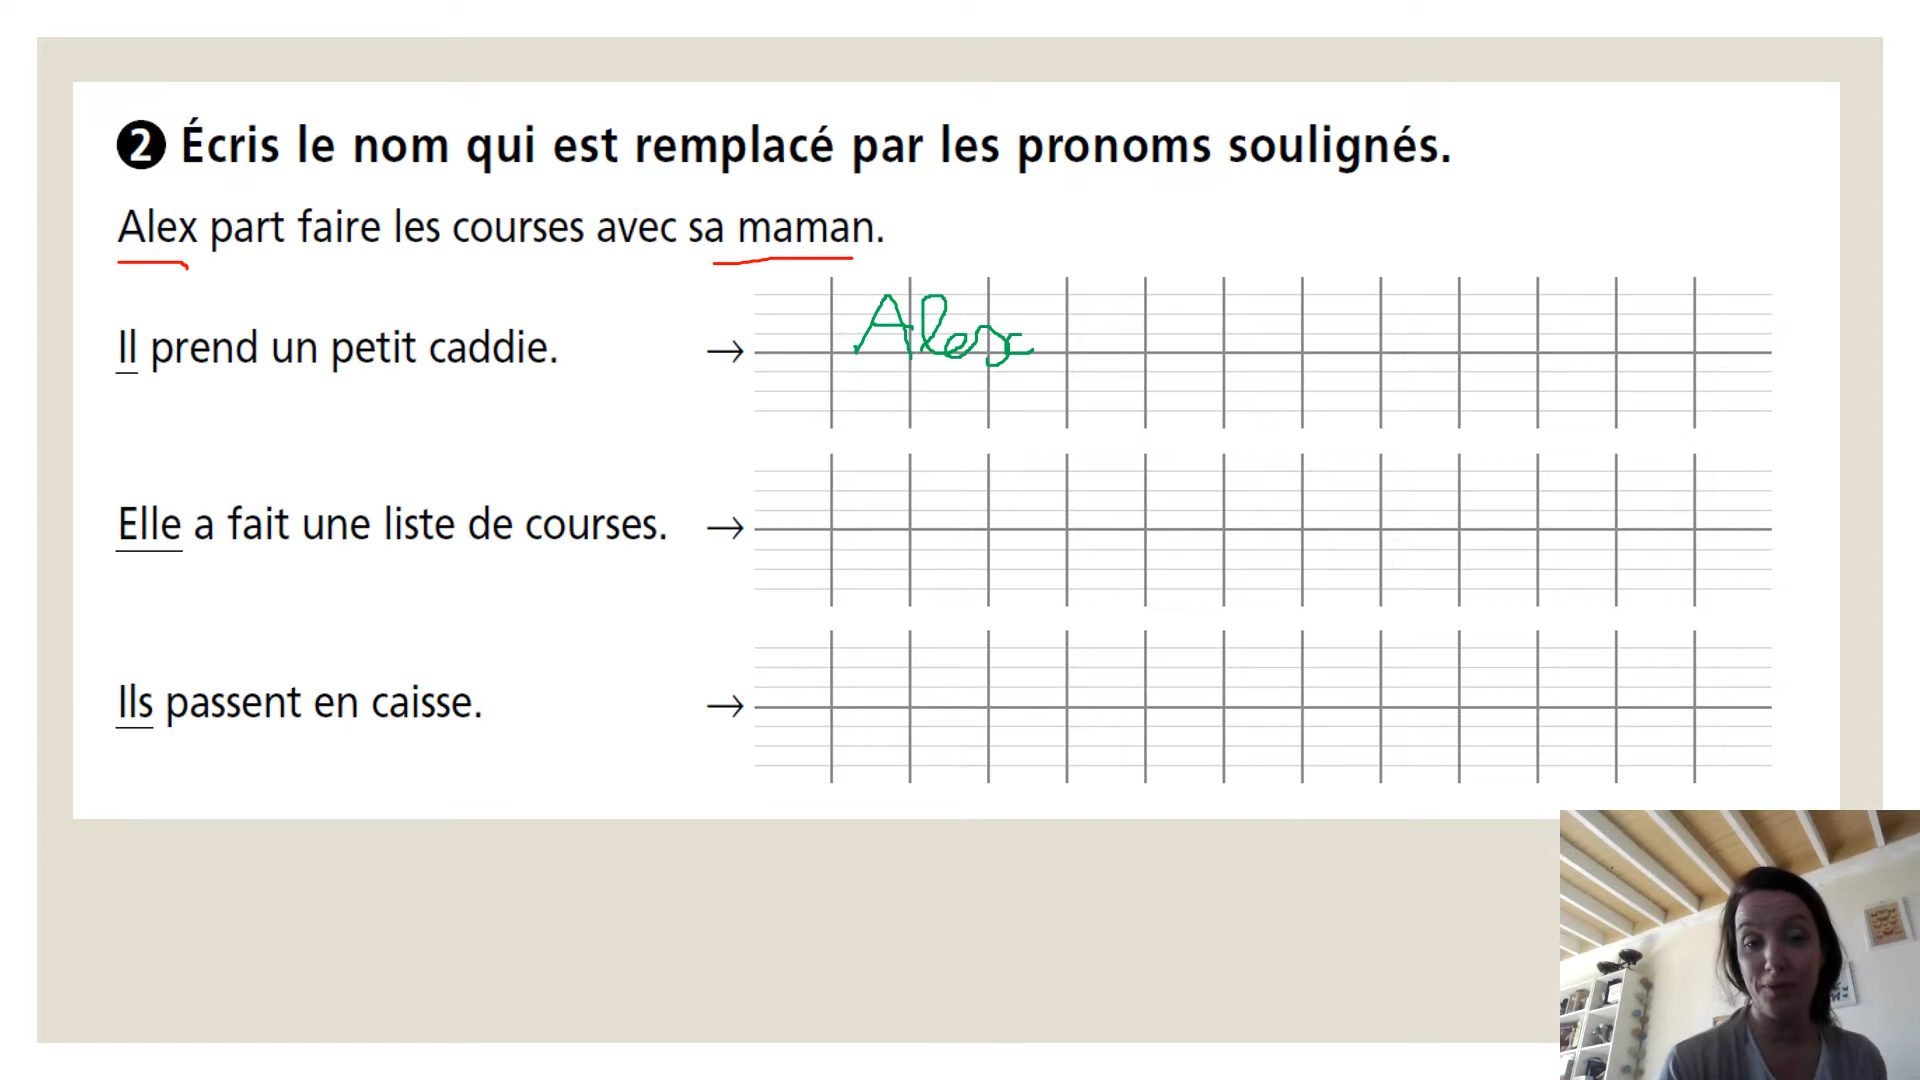 2 Écris le nom qui est remplacé par les pronoms soulignés.
Alex part faire les courses avec sa maman.
Il prend un petit caddie. → Alex
Elle a fait une liste de courses. →
Ils passent en caisse. →